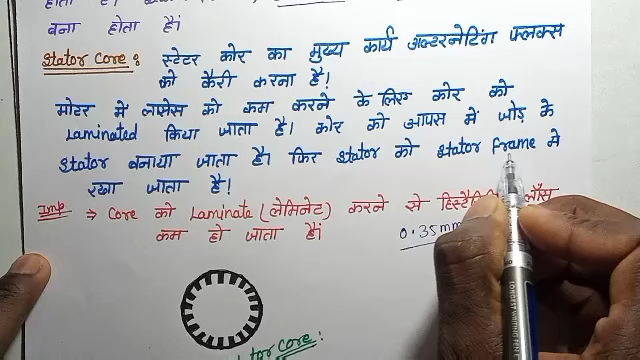 बना होता है।
Stator Core : स्टेटर कोर का मुख्य कार्य अल्टरनेटिंग फ्लक्स
को कैरी करना है!
मोटर में लासेस को कम करने के लिए कोर को
Laminated किया जाता है। कोर को आपस में जोड़ के
Stator बनाया जाता है। फिर Stator को Stator Frame मे
रखा जाता है!
Imp ⇒ Core को Laminate (लेमिनेट) करने से लॉस
कम हो जाता है। 0.35mm
Core :